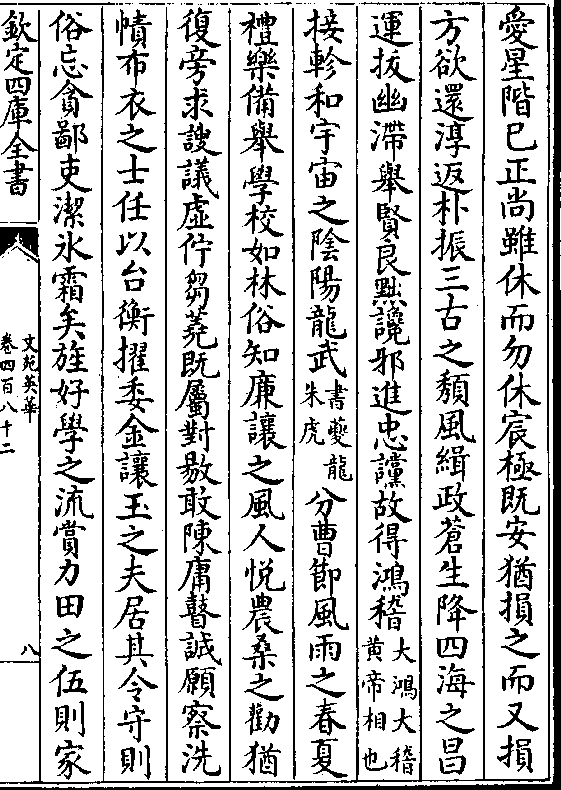 愛星階已正尚雖休而勿休宸極既安猶損之而又損
方欲還淳返朴振三古之頽風緝政蒼生降四海之昌
運拔幽滯舉賢良黜讒邪進忠讜故得鴻稽大鴻大稽黄帝相也
接軫和宇宙之陰陽龍武書夔龍朱虎分曹節風雨之春夏
禮樂備舉學校如林俗知廉讓之風人悦農桑之勸猶
復旁求謏議虚佇芻蕘既屬對敭敢陳庸瞽誠願察洗
幘布衣之士任以台衡擢委金讓玉之夫居其令守則
俗忘貪鄙吏潔氷霜矣旌好學之流賞力田之伍則家
欽定四庫全書
文苑英華
卷四百八十二
八